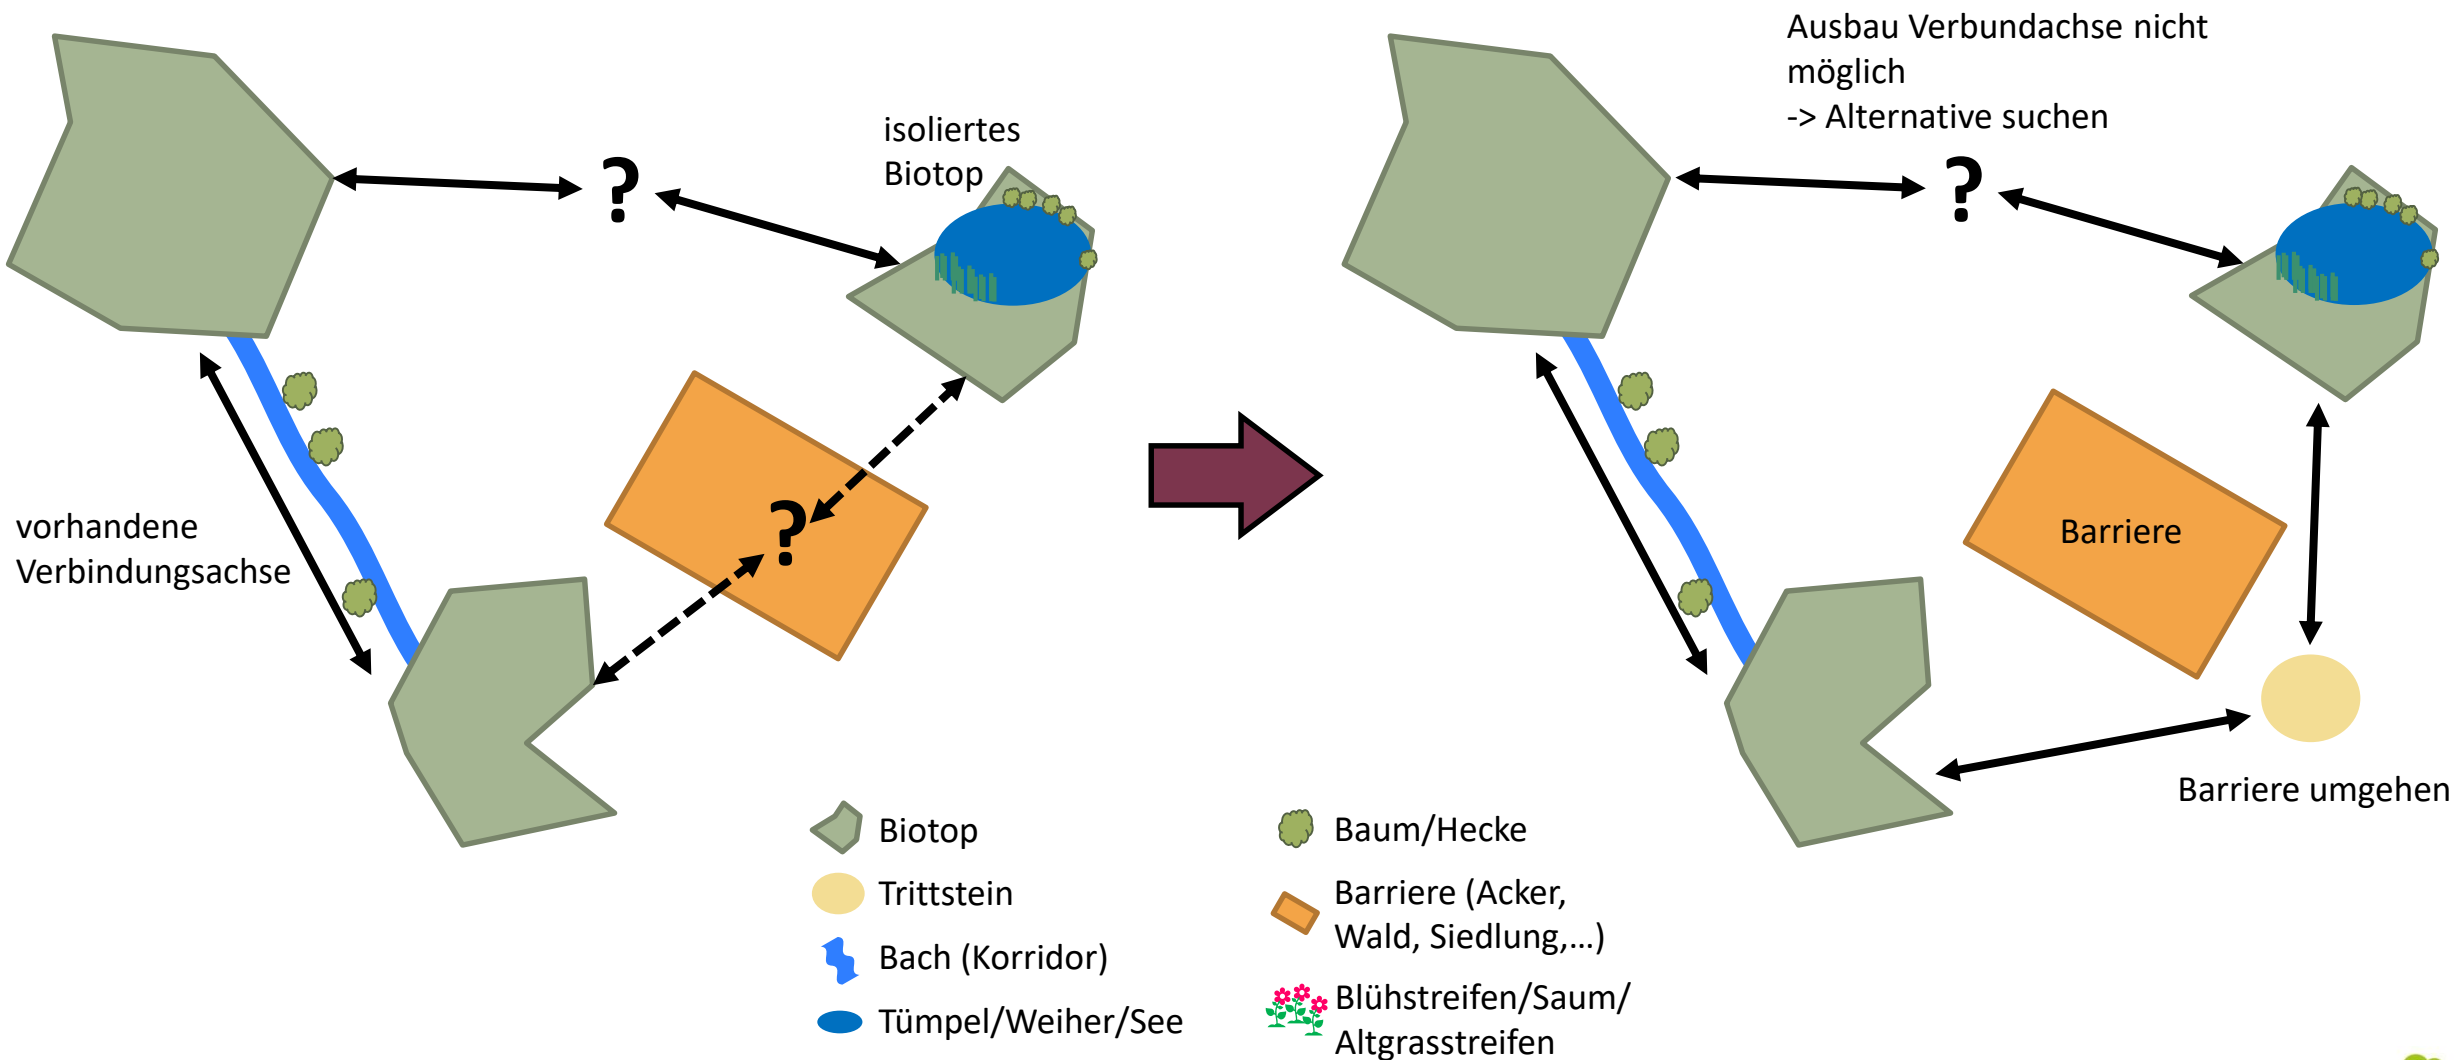 isoliertes
Biotop
?
vorhandene
Verbindungsachse
?
Ausbau Verbundachse nicht
möglich
-> Alternative suchen
?
Barriere
Barriere umgehen
Biotop
Trittstein
Bach (Korridor)
Tümpel/Weiher/See
Baum/Hecke
Barriere (Acker,
Wald, Siedlung,...)
Blühstreifen/Saum/
Altgrasstreifen